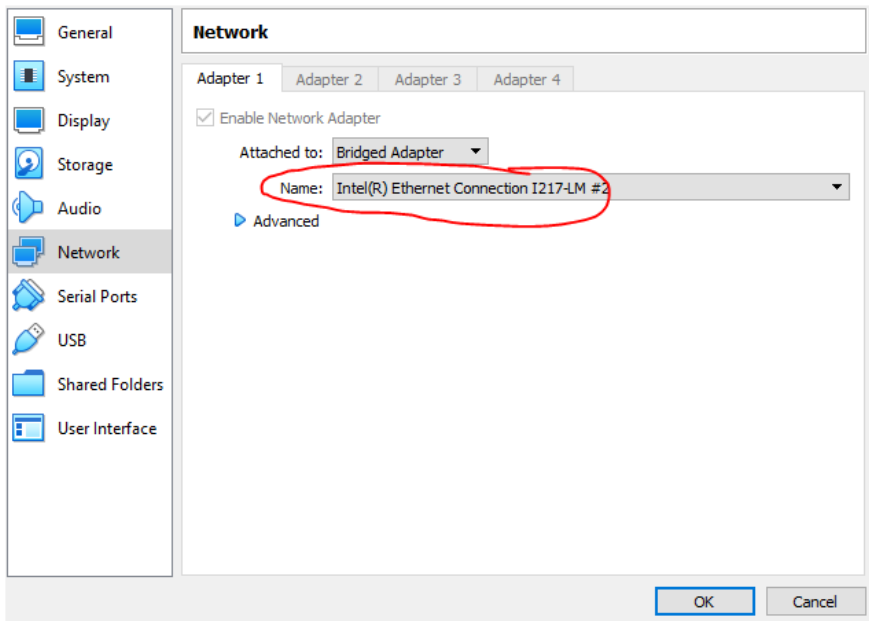 General
System
Display
Storage
Audio
Network
Serial Ports
USB
Shared Folders
User Interface
Network
Adapter 1 Adapter 2 Adapter 3 Adapter 4
Enable Network Adapter
Attached to: Bridged Adapter
Name: Intel(R) Ethernet Connection I217-LM #2
Advanced
OK Cancel